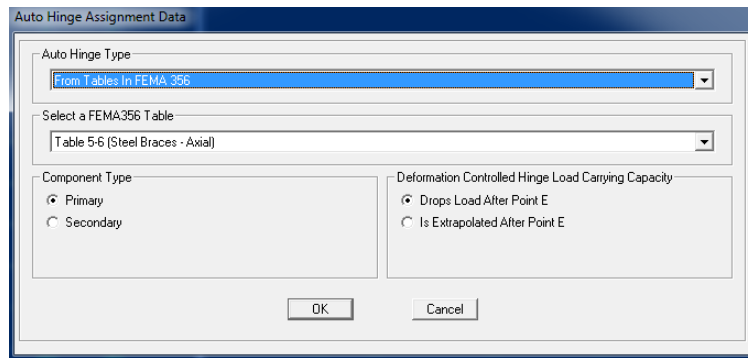 Auto Hinge Assignment Data
Auto Hinge Type
From Tables In FEMA 356
Select a FEMA356 Table
Table 5-6 (Steel Braces - Axial)
Component Type
Primary
Secondary
Deformation Controlled Hinge Load Carrying Capacity
Drops Load After Point E
Is Extrapolated After Point E
OK
Cancel